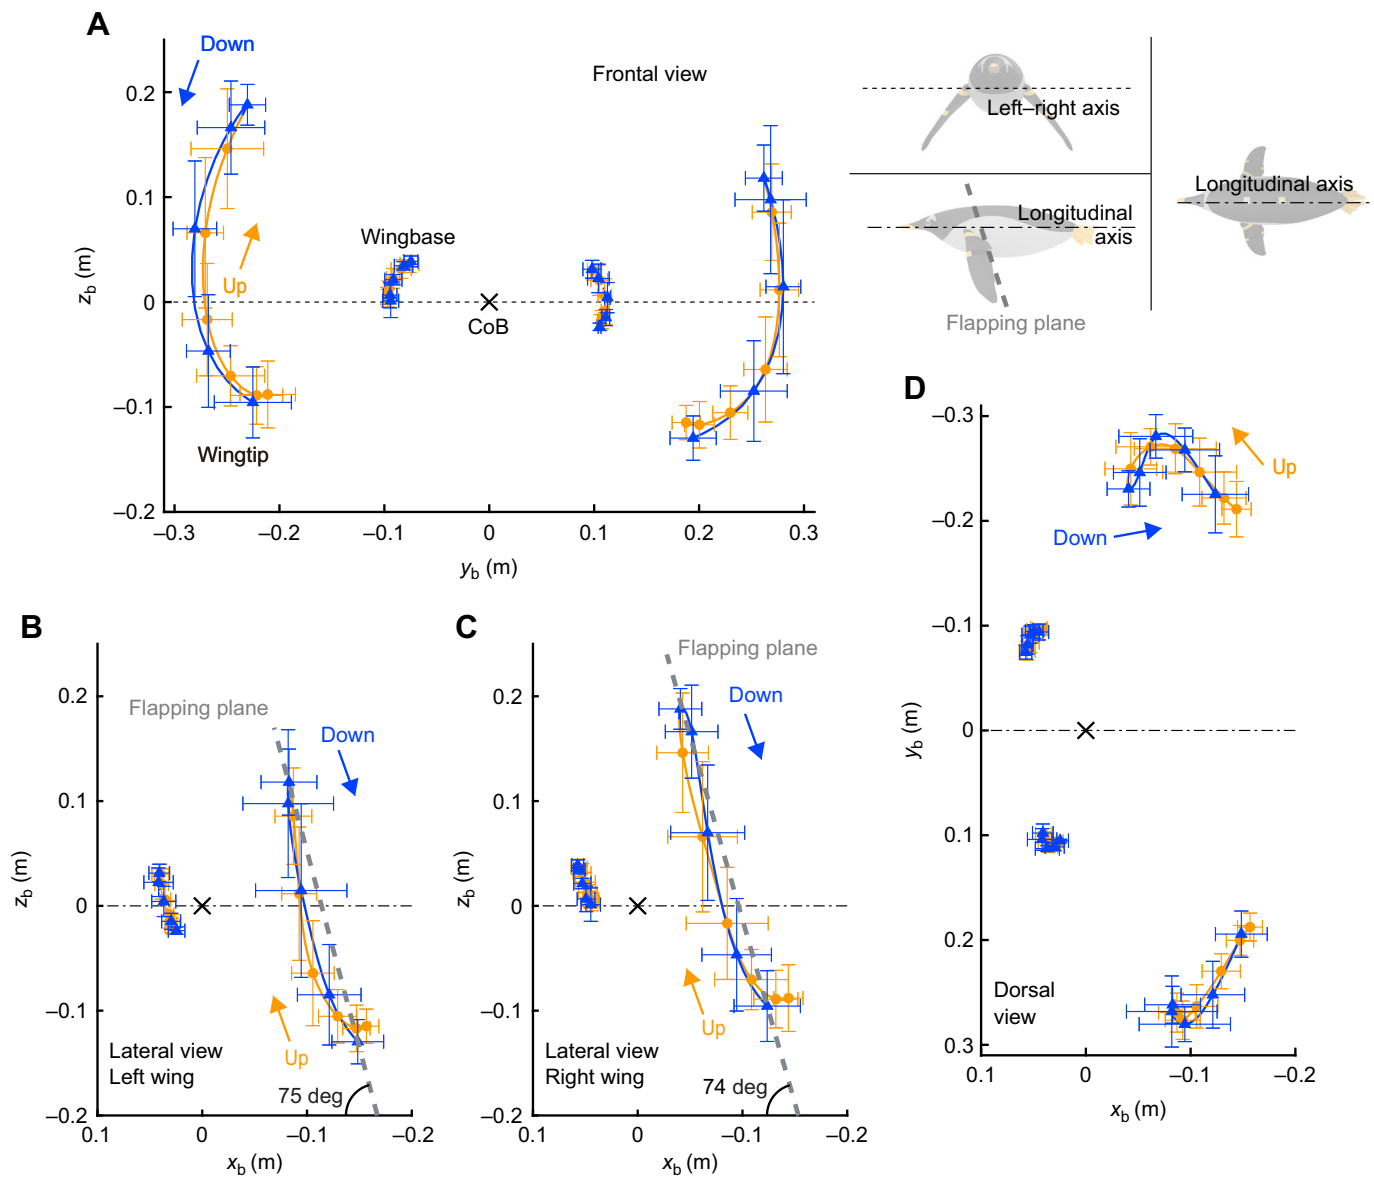 A
Down
Frontal view
0.2
0.1
0
–0.1
–0.2
z_b (m)
Up
Wingbase
CoB
Wingtip
–0.3
–0.2
–0.1
0
0.1
0.2
0.3
y_b (m)
Left–right axis
Longitudinal
axis
Flapping plane
Longitudinal axis
B
0.2
0.1
0
–0.1
–0.2
z_b (m)
Flapping plane
Down
Up
Lateral view
Left wing
75 deg
0.1
0
–0.1
–0.2
x_b (m)
C
0.2
0.1
0
–0.1
–0.2
z_b (m)
Flapping plane
Down
Up
Lateral view
Right wing
74 deg
0.1
0
–0.1
–0.2
x_b (m)
D
–0.3
–0.2
–0.1
0
0.1
0.2
0.3
y_b (m)
Up
Down
Dorsal
view
0.1
0
–0.1
–0.2
x_b (m)